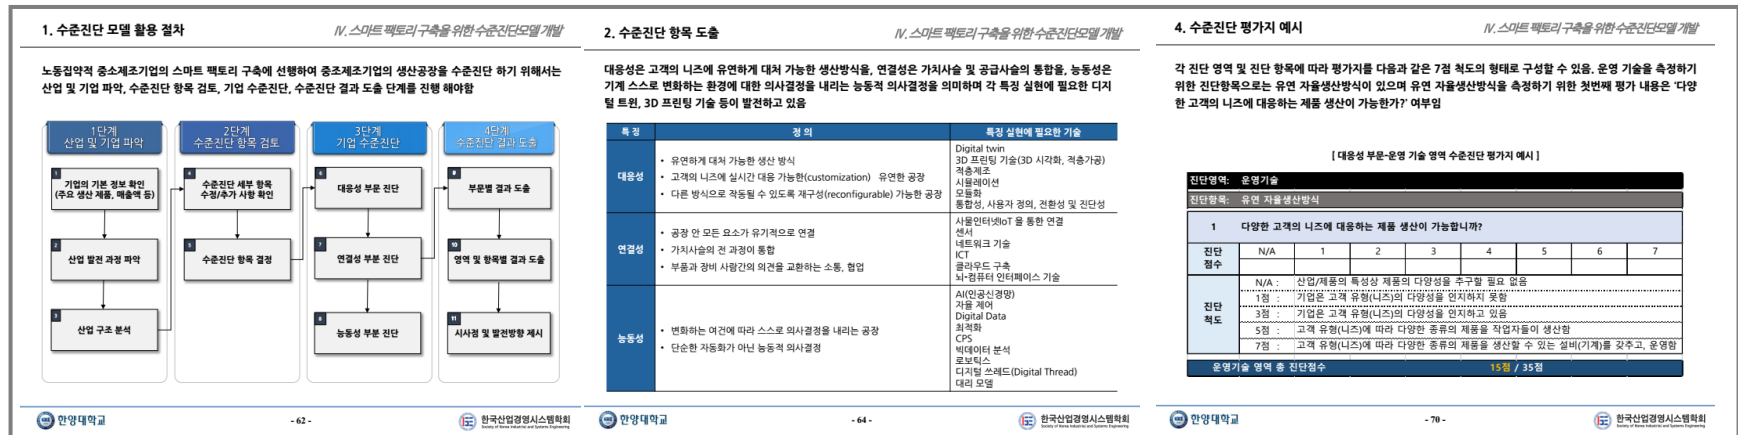 1. 수준진단 모델 활용 절차
IV. 스마트 팩토리 구축을 위한 수준진단모델 개발
노동집약적 중소제조기업의 스마트 팩토리 구축에 선행하여 중조제조기업의 생산공장을 수준진단 하기 위해서는
산업 및 기업 파악, 수준진단 항목 검토, 기업 수준진단, 수준진단 결과 도출 단계를 진행 해야함
1단계
산업 및 기업 파악
1
기업의 기본 정보 확인
(주요 생산 제품, 매출액 등)
2
산업 발전 과정 파악
3
산업 구조 분석
2단계
수준진단 항목 검토
4
수준진단 세부 항목
수정/추가 사항 확인
5
수준진단 항목 결정
3단계
기업 수준진단
6
대응성 부문 진단
7
연결성 부분 진단
8
능동성 부분 진단
4단계
수준진단 결과 도출
9
부문별 결과 도출
10
영역 및 항목별 결과 도출
11
시사점 및 발전방향 제시
한양대학교
- 62 -
한국산업경영시스템학회
Society of Korea Industrial and Systems Engineering
2. 수준진단 항목 도출
IV. 스마트 팩토리 구축을 위한 수준진단모델 개발
대응성은 고객의 니즈에 유연하게 대처 가능한 생산방식을, 연결성은 가치사슬 및 공급사슬의 통합을, 능동성은
기계 스스로 변화하는 환경에 대한 의사결정을 내리는 능동적 의사결정을 의미하며 각 특징 실현에 필요한 디지
털 트윈, 3D 프린팅 기술 등이 발전하고 있음
특 징 정 의 특징 실현에 필요한 기술
대응성
• 유연하게 대처 가능한 생산 방식
• 고객의 니즈에 실시간 대응 가능한(customization) 유연한 공장
• 다른 방식으로 작동될 수 있도록 재구성(reconfigurable) 가능한 공장
Digital twin
3D 프린팅 기술(3D 시각화, 적층가공)
적층제조
시뮬레이션
모듈화
통합성, 사용자 정의, 전환성 및 진단성
연결성
• 공장 안 모든 요소가 유기적으로 연결
• 가치사슬의 전 과정이 통합
• 부품과 장비 사람간의 의견을 교환하는 소통, 협업
사물인터넷IoT 을 통한 연결
센서
네트워크 기술
ICT
클라우드 구축
뇌-컴퓨터 인터페이스 기술
능동성
• 변화하는 여건에 따라 스스로 의사결정을 내리는 공장
• 단순한 자동화가 아닌 능동적 의사결정
AI(인공신경망)
자율 제어
Digital Data
최적화
CPS
빅데이터 분석
로보틱스
디지털 쓰레드(Digital Thread)
대리 모델
한양대학교
- 64 -
한국산업경영시스템학회
Society of Korea Industrial and Systems Engineering
4. 수준진단 평가지 예시
IV. 스마트 팩토리 구축을 위한 수준진단모델 개발
각 진단 영역 및 진단 항목에 따라 평가지를 다음과 같은 7점 척도의 형태로 구성할 수 있음. 운영 기술을 측정하기
위한 진단항목으로는 유연 자율생산방식이 있으며 유연 자율생산방식을 측정하기 위한 첫번째 평가 내용은 ‘다양
한 고객의 니즈에 대응하는 제품 생산이 가능한가?’ 여부임
[ 대응성 부문-운영 기술 영역 수준진단 평가지 예시 ]
진단영역: 운영기술
진단항목: 유연 자율생산방식
1 다양한 고객의 니즈에 대응하는 제품 생산이 가능합니까?
진단
점수
N/A 1 2 3 4 5 6 7
진단
척도
N/A : 산업/제품의 특성상 제품의 다양성을 추구할 필요 없음
1점 : 기업은 고객 유형(니즈)의 다양성을 인지하지 못함
3점 : 기업은 고객 유형(니즈)의 다양성을 인지하고 있음
5점 : 고객 유형(니즈)에 따라 다양한 종류의 제품을 작업자들이 생산함
7점 : 고객 유형(니즈)에 따라 다양한 종류의 제품을 생산할 수 있는 설비(기계)를 갖추고, 운영함
운영기술 영역 총 진단점수 15점 / 35점
한양대학교
- 70 -
한국산업경영시스템학회
Society of Korea Industrial and Systems Engineering